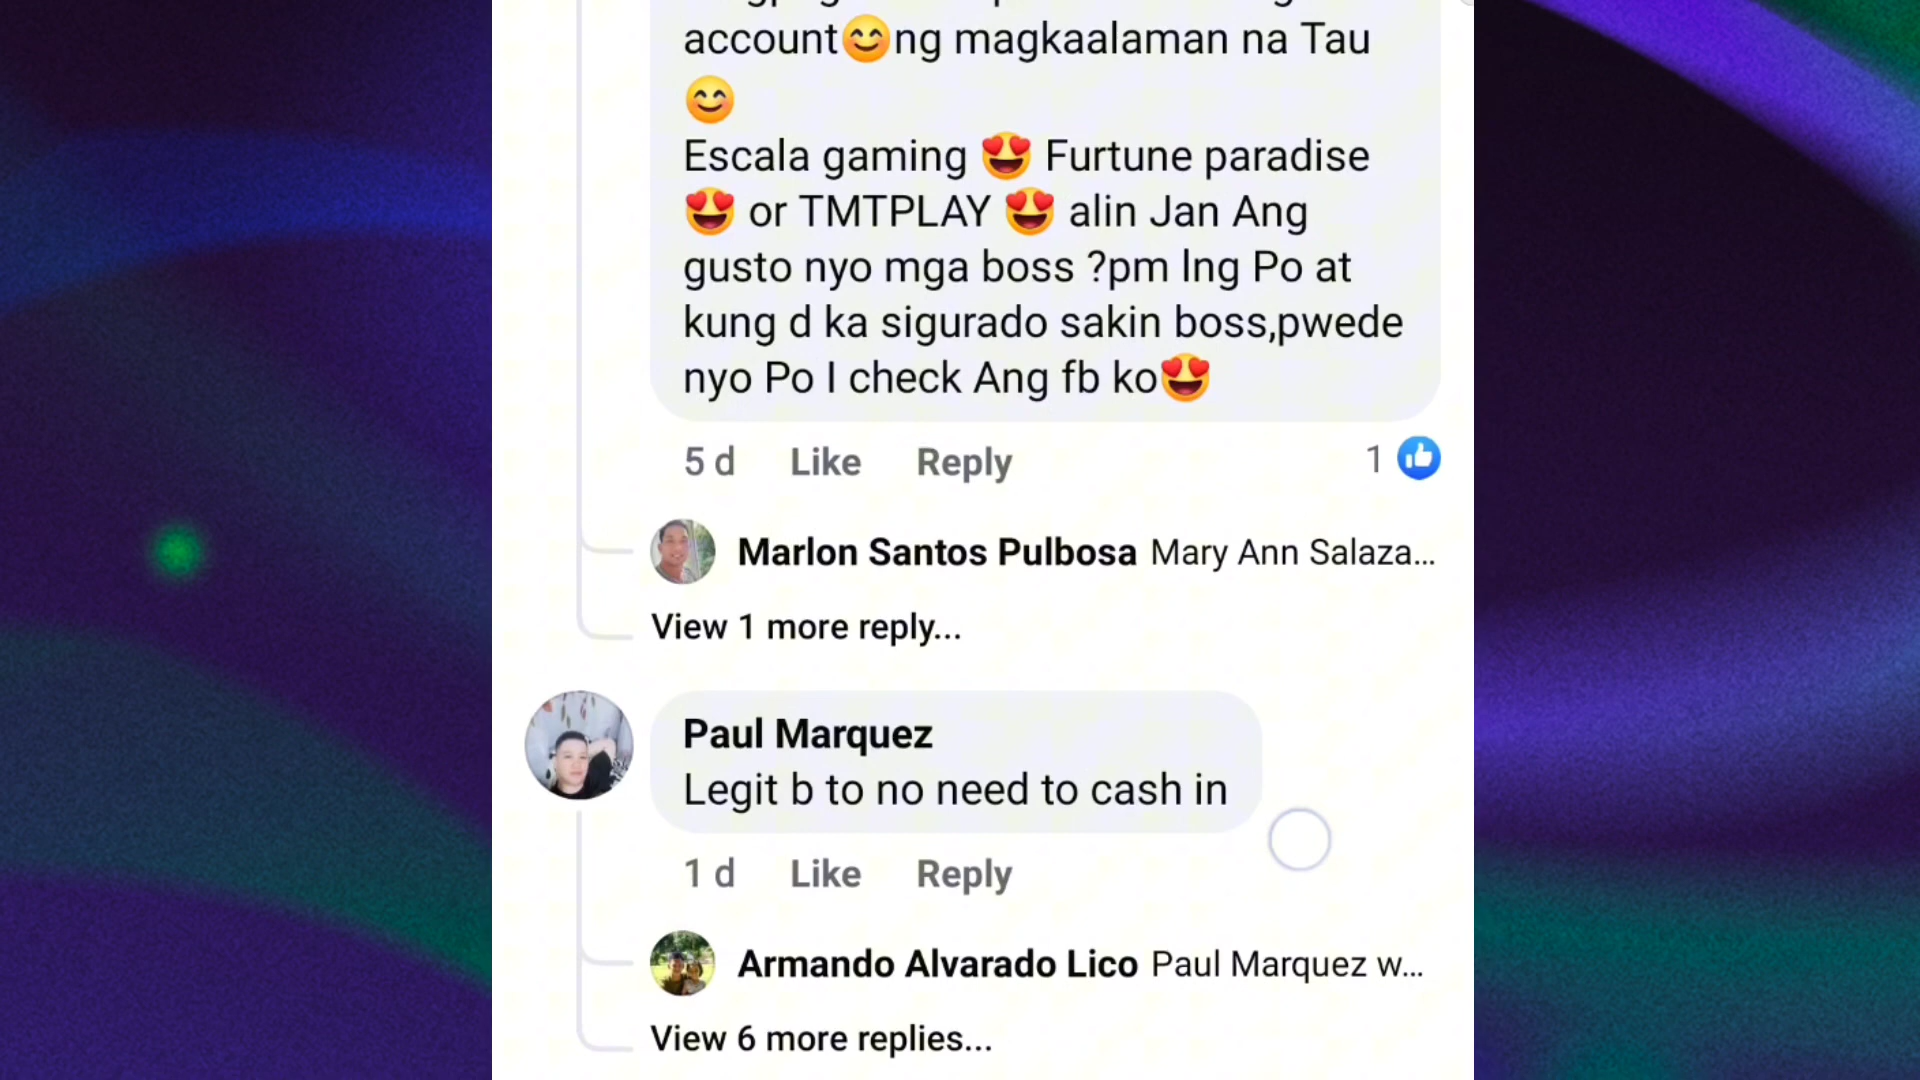 account😊ng magkaalaman na Tau
😊
Escala gaming 😍 Furtune paradise
😍 or TMTPLAY 😍 alin Jan Ang
gusto nyo mga boss ?pm lng Po at
kung d ka sigurado sakin boss,pwede
nyo Po I check Ang fb ko😍
5 d Like Reply 1
Marlon Santos Pulbosa Mary Ann Salaza...
View 1 more reply...
Paul Marquez
Legit b to no need to cash in
1 d Like Reply
Armando Alvarado Lico Paul Marquez w...
View 6 more replies...